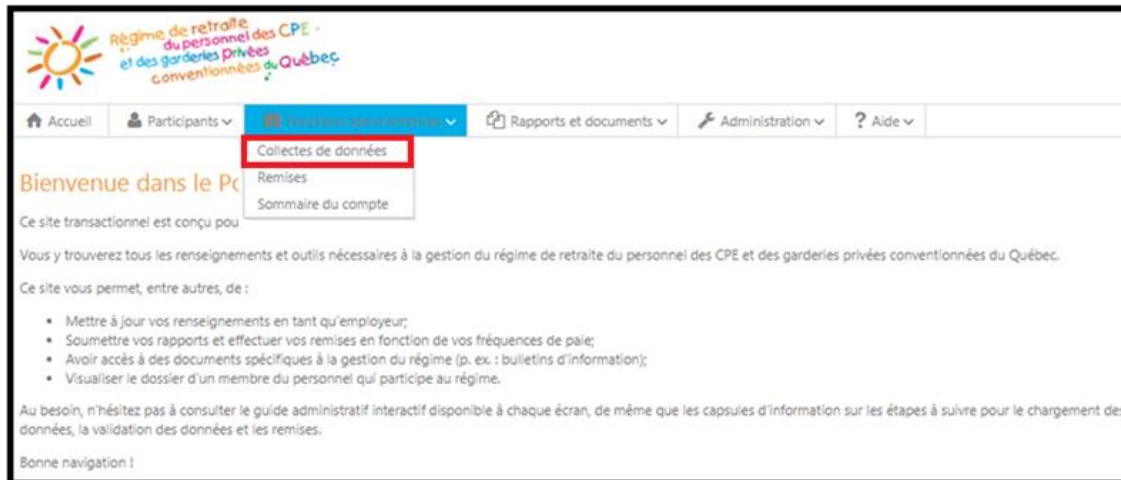 Régime de retraite
du personnel des CPE
et des garderies privées
conventionnées du Québec
Accueil
Participants
Rapports et documents
Administration
? Aide
Collectes de données
Remises
Sommaire du compte
Bienvenue dans le Po
Ce site transactionnel est conçu pou
Vous y trouverez tous les renseignements et outils nécessaires à la gestion du régime de retraite du personnel des CPE et des garderies privées conventionnées du Québec.
Ce site vous permet, entre autres, de :
• Mettre à jour vos renseignements en tant qu'employeur;
• Soumettre vos rapports et effectuer vos remises en fonction de vos fréquences de paie;
• Avoir accès à des documents spécifiques à la gestion du régime (p. ex. : bulletins d'information);
• Visualiser le dossier d'un membre du personnel qui participe au régime.
Au besoin, n'hésitez pas à consulter le guide administratif interactif disponible à chaque écran, de même que les capsules d'information sur les étapes à suivre pour le chargement des
données, la validation des données et les remises.
Bonne navigation !